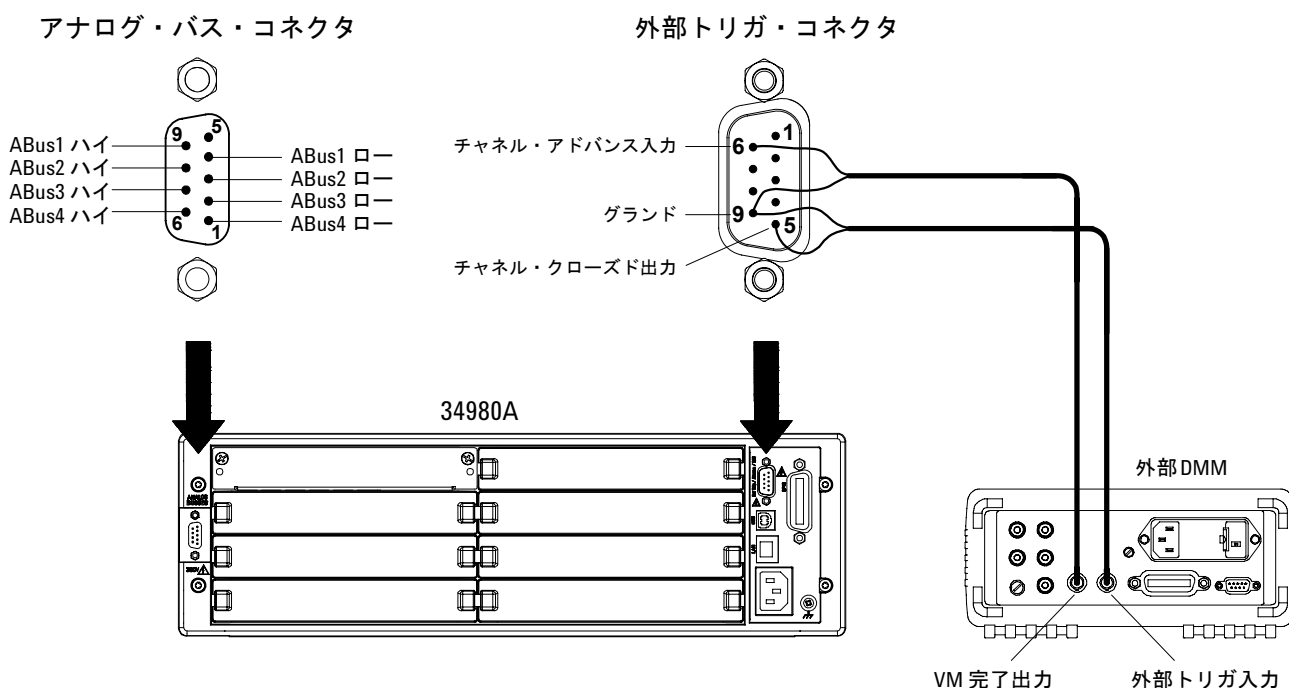 アナログ・バス・コネクタ
外部トリガ・コネクタ
9
5
ABus1 ハイ
ABus2 ハイ
ABus3 ハイ
ABus4 ハイ
ABus1 ロー
ABus2 ロー
ABus3 ロー
ABus4 ロー
6
1
チャネル・アドバンス入力
6
1
グランド
9
5
チャネル・クローズド出力
34980A
外部DMM
LAN
VM 完了出力
外部トリガ入力